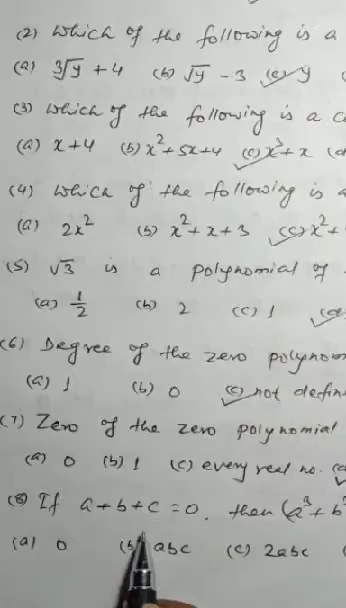 (2) Which of the following is a
(a) ∛y + 4 (b) √y - 3 (c) y
(3) Which of the following is a c
(a) x+4 (b) x²+5x+4 (c) x³+x (d
(4) Which of the following is a
(a) 2x² (b) x²+x+3 (c) x²+
(5) √3 is a polynomial of
(a) 1/2 (b) 2 (c) 1 (d
(6) Degree of the zero polynom
(a) 1 (b) 0 (c) not defin
(7) Zero of the zero polynomial
(a) 0 (b) 1 (c) every real no. (d
(8) If a+b+c=0, then (a³+b³
(a) 0 (b) abc (c) 2abc (